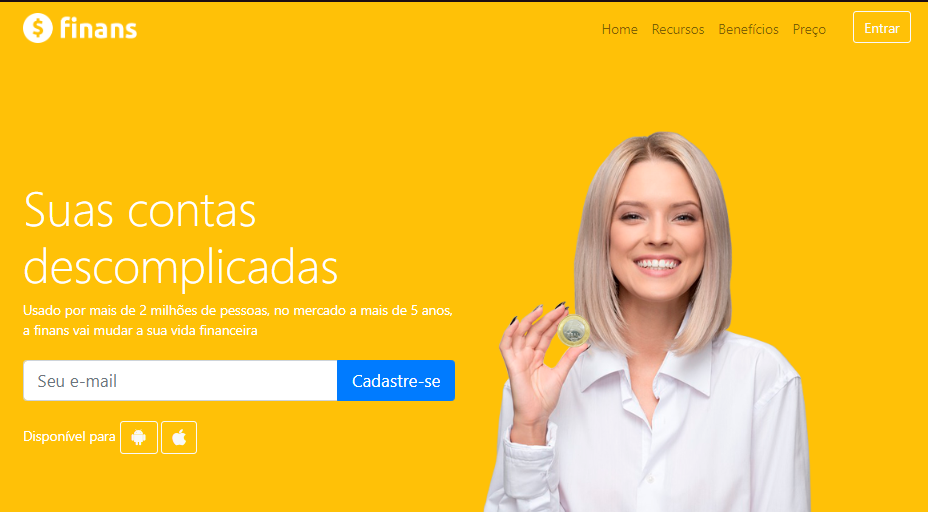 $ finans
Home Recursos Benefícios Preço Entrar
Suas contas
descomplicadas
Usado por mais de 2 milhões de pessoas, no mercado a mais de 5 anos,
a finans vai mudar a sua vida financeira
Seu e-mail Cadastre-se
Disponível para